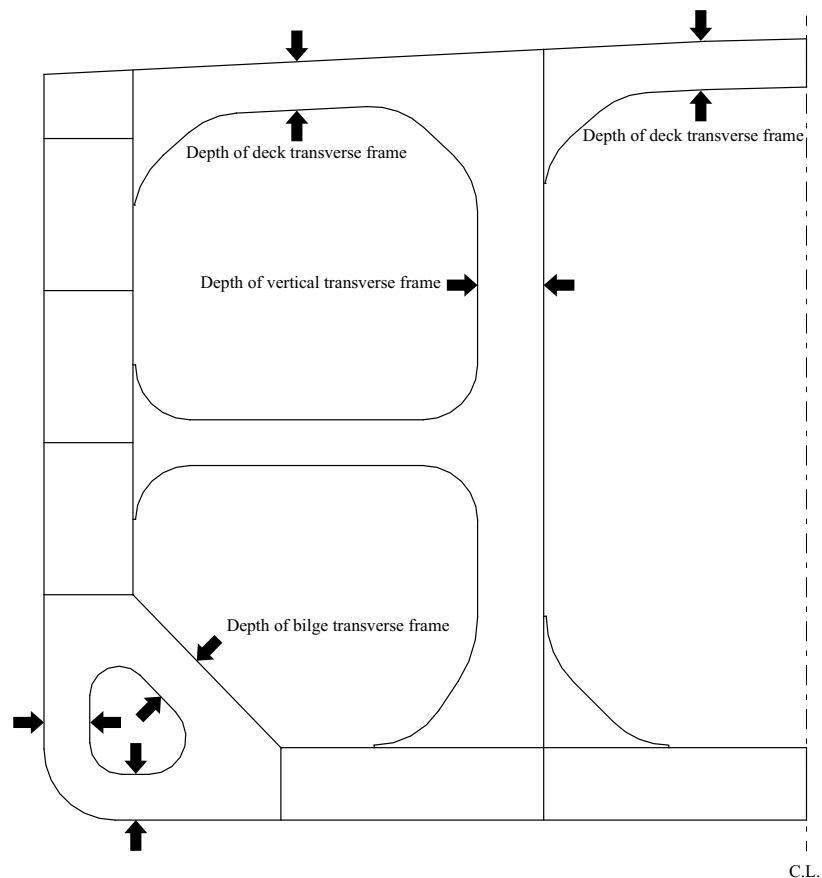 Depth of deck transverse frame
Depth of deck transverse frame
Depth of vertical transverse frame
Depth of bilge transverse frame
C.L.